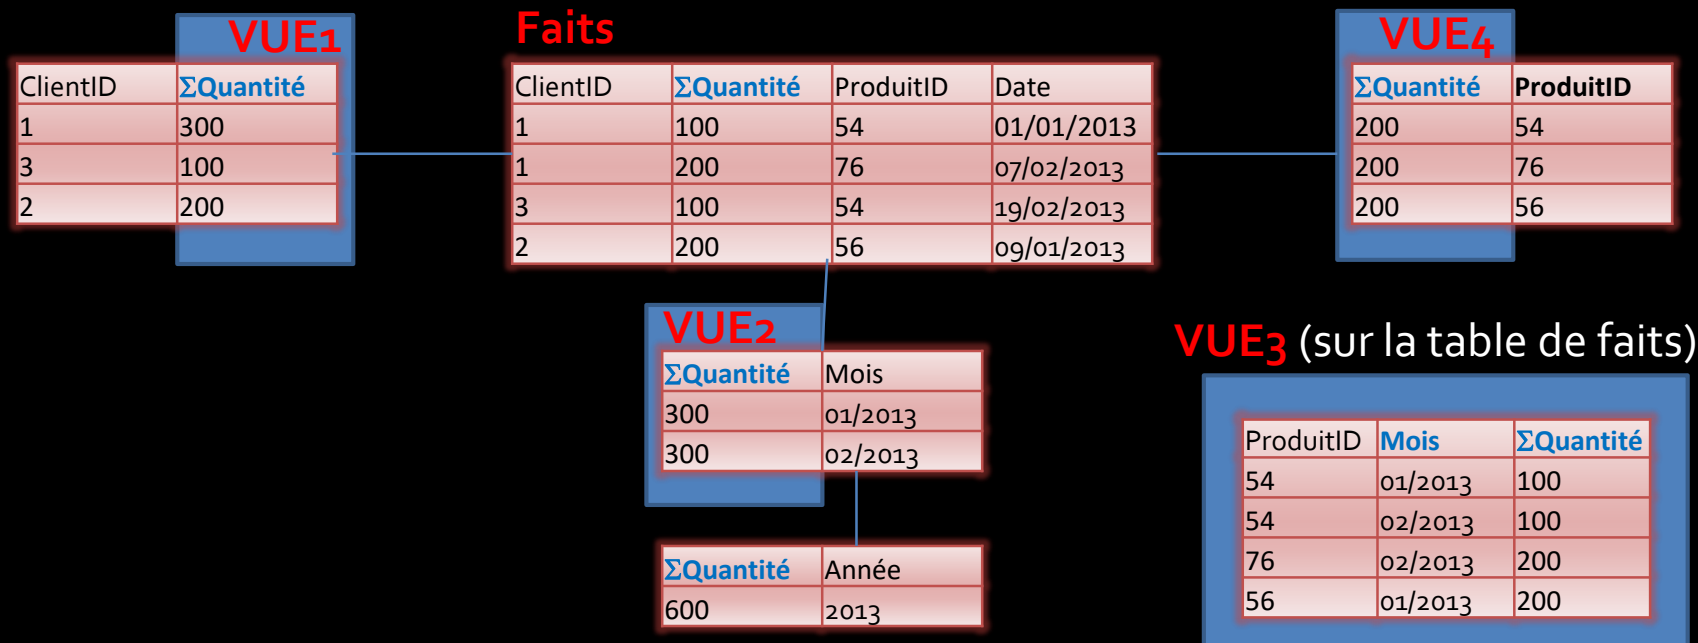 VUE1
ClientID ΣQuantité
1 300
3 100
2 200
Faits
ClientID ΣQuantité ProduitID Date
1 100 54 01/01/2013
1 200 76 07/02/2013
3 100 54 19/02/2013
2 200 56 09/01/2013
VUE4
ΣQuantité ProduitID
200 54
200 76
200 56
VUE2
ΣQuantité Mois
300 01/2013
300 02/2013
ΣQuantité Année
600 2013
VUE3 (sur la table de faits)
ProduitID Mois ΣQuantité
54 01/2013 100
54 02/2013 100
76 02/2013 200
56 01/2013 200